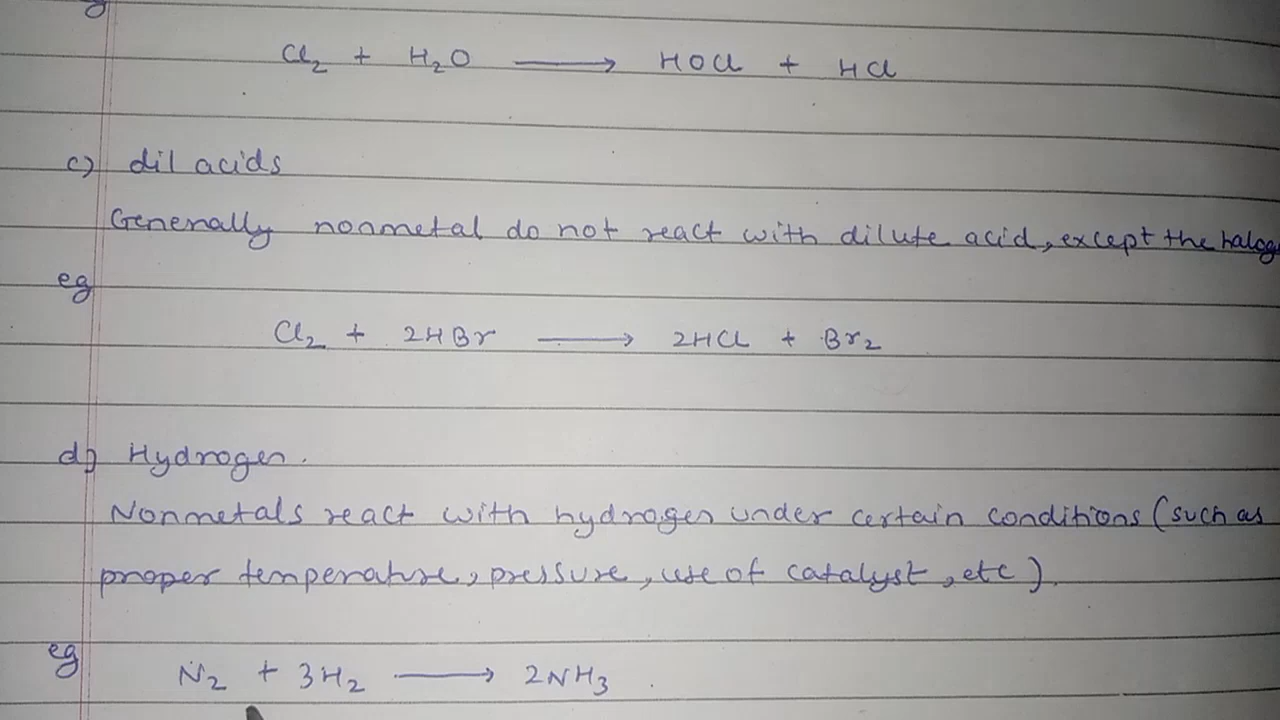 Cl₂ + H₂O ⟶ HOCl + HCl
c) dil acids
Generally nonmetal do not react with dilute acid, except the halog
eg
Cl₂ + 2HBr ⟶ 2HCl + Br₂
d) Hydrogen.
Nonmetals react with hydrogen under certain conditions (such as
proper temperature, pressure, use of catalyst, etc).
eg
N₂ + 3H₂ ⟶ 2NH₃ .